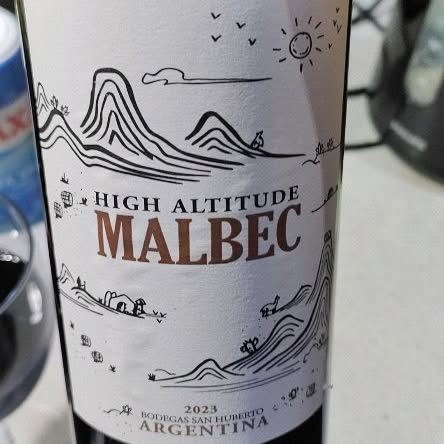 HIGH ALTITUDE
MALBEC
2023
BODEGAS SAN HUBERTO
ARGENTINA